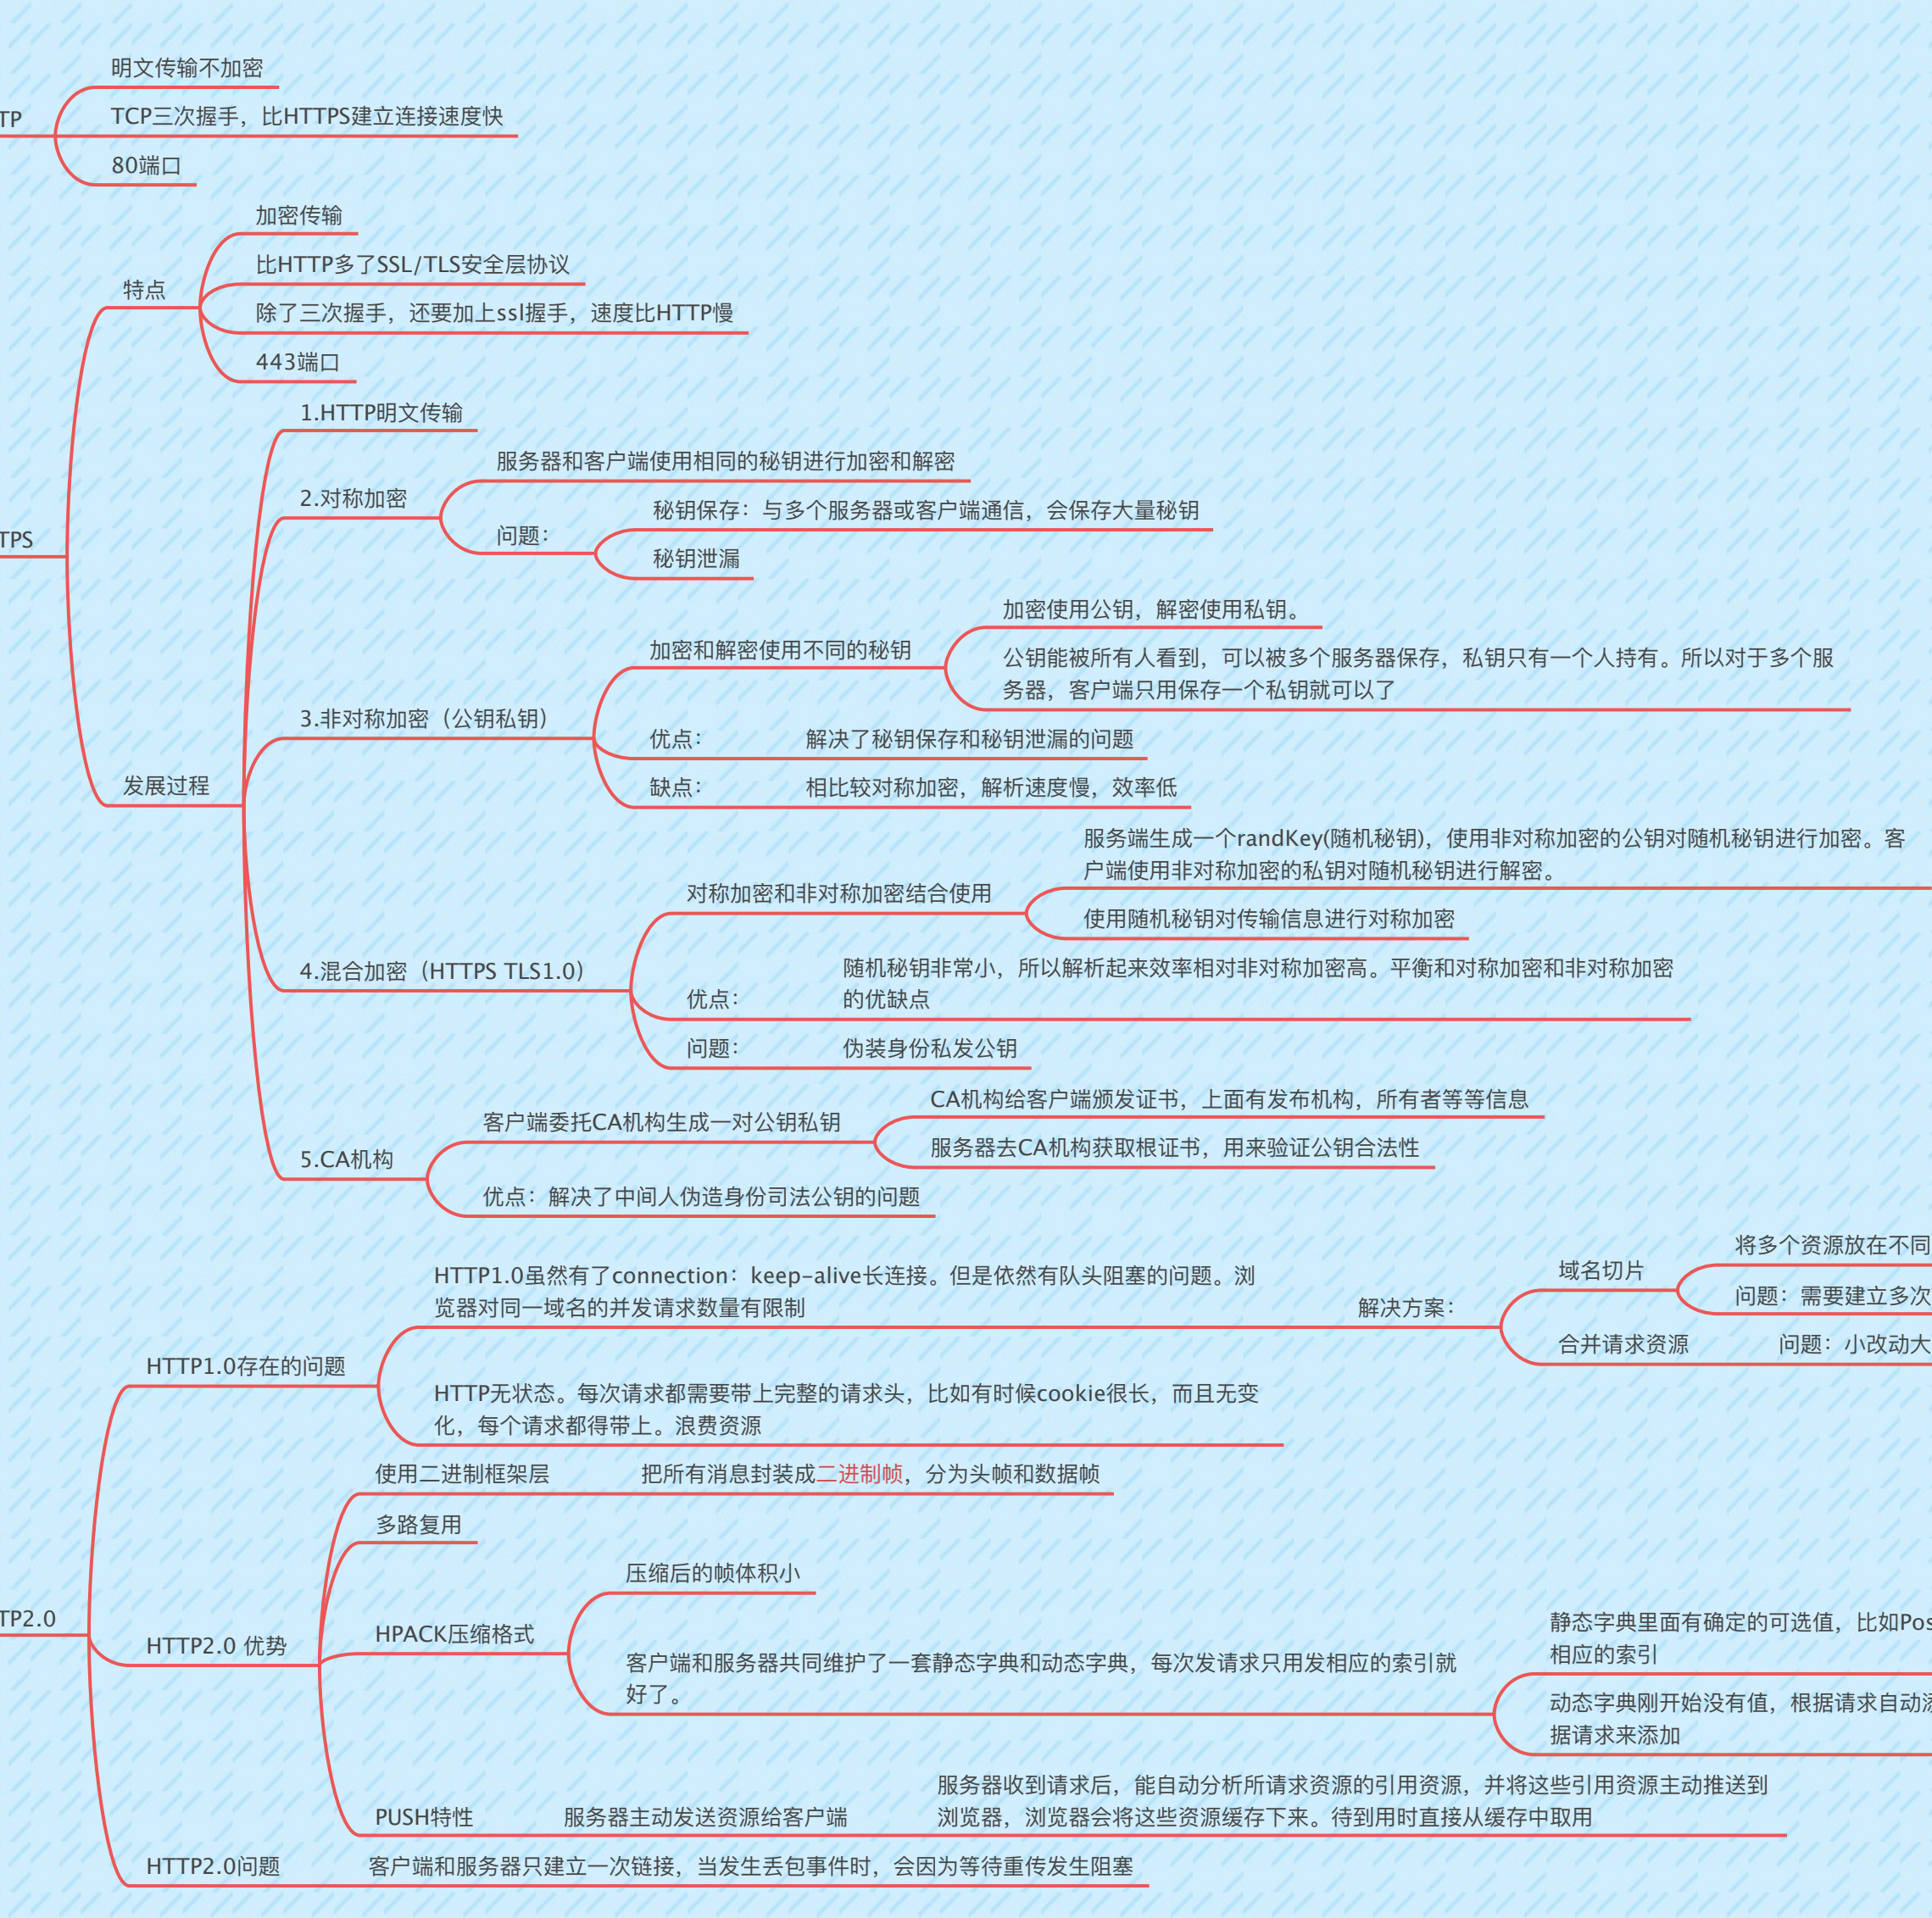 TP
明文传输不加密
TCP三次握手，比HTTPS建立连接速度快
80端口
TPS
特点
加密传输
比HTTP多了SSL/TLS安全层协议
除了三次握手，还要加上ssl握手，速度比HTTP慢
443端口
发展过程
1.HTTP明文传输
2.对称加密
服务器和客户端使用相同的秘钥进行加密和解密
问题：
秘钥保存：与多个服务器或客户端通信，会保存大量秘钥
秘钥泄漏
3.非对称加密（公钥私钥）
加密和解密使用不同的秘钥
加密使用公钥，解密使用私钥。
公钥能被所有人看到，可以被多个服务器保存，私钥只有一个人持有。所以对于多个服
务器，客户端只用保存一个私钥就可以了
优点：
解决了秘钥保存和秘钥泄漏的问题
缺点：
相比较对称加密，解析速度慢，效率低
4.混合加密（HTTPS TLS1.0）
对称加密和非对称加密结合使用
服务端生成一个randKey(随机秘钥)，使用非对称加密的公钥对随机秘钥进行加密。客
户端使用非对称加密的私钥对随机秘钥进行解密。
使用随机秘钥对传输信息进行对称加密
优点：
随机秘钥非常小，所以解析起来效率相对非对称加密高。平衡和对称加密和非对称加密
的优缺点
问题：
伪装身份私发公钥
5.CA机构
客户端委托CA机构生成一对公钥私钥
CA机构给客户端颁发证书，上面有发布机构，所有者等等信息
服务器去CA机构获取根证书，用来验证公钥合法性
优点：解决了中间人伪造身份司法公钥的问题
TP2.0
HTTP1.0存在的问题
HTTP1.0虽然有了connection：keep-alive长连接。但是依然有队头阻塞的问题。浏
览器对同一域名的并发请求数量有限制
解决方案：
域名切片
将多个资源放在不同
问题：需要建立多次
合并请求资源
问题：小改动大
HTTP无状态。每次请求都需要带上完整的请求头，比如有时候cookie很长，而且无变
化，每个请求都得带上。浪费资源
HTTP2.0 优势
使用二进制框架层
把所有消息封装成二进制帧，分为头帧和数据帧
多路复用
HPACK压缩格式
压缩后的帧体积小
客户端和服务器共同维护了一套静态字典和动态字典，每次发请求只用发相应的索引就
好了。
静态字典里面有确定的可选值，比如Pos
相应的索引
动态字典刚开始没有值，根据请求自动添
据请求来添加
PUSH特性
服务器主动发送资源给客户端
服务器收到请求后，能自动分析所请求资源的引用资源，并将这些引用资源主动推送到
浏览器，浏览器会将这些资源缓存下来。待到用时直接从缓存中取用
HTTP2.0问题
客户端和服务器只建立一次链接，当发生丢包事件时，会因为等待重传发生阻塞